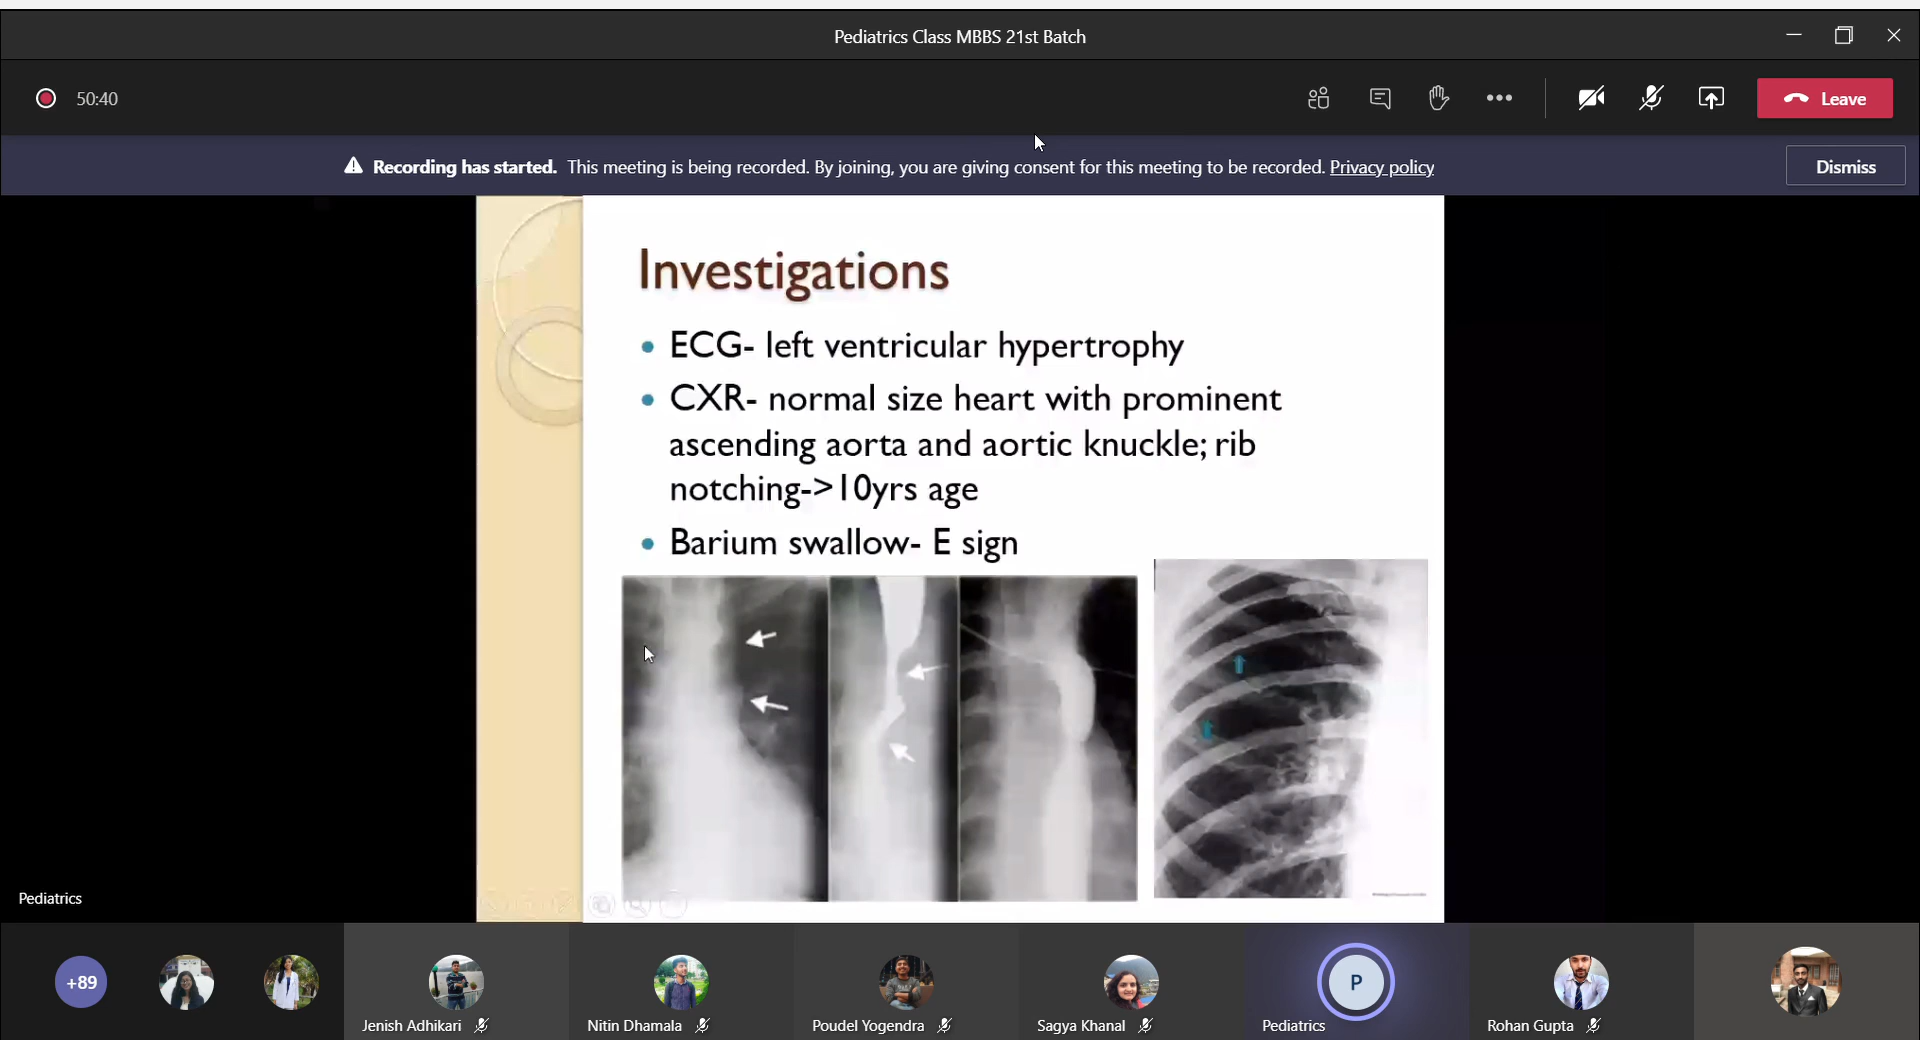 Pediatrics Class MBBS 21st Batch
50:40
Leave
Recording has started. This meeting is being recorded. By joining, you are giving consent for this meeting to be recorded. Privacy policy
Dismiss
Investigations
• ECG- left ventricular hypertrophy
• CXR- normal size heart with prominent
ascending aorta and aortic knuckle; rib
notching->10yrs age
• Barium swallow- E sign
Pediatrics
+89
Jenish Adhikari
Nitin Dhamala
Poudel Yogendra
Sagya Khanal
P
Pediatrics
Rohan Gupta